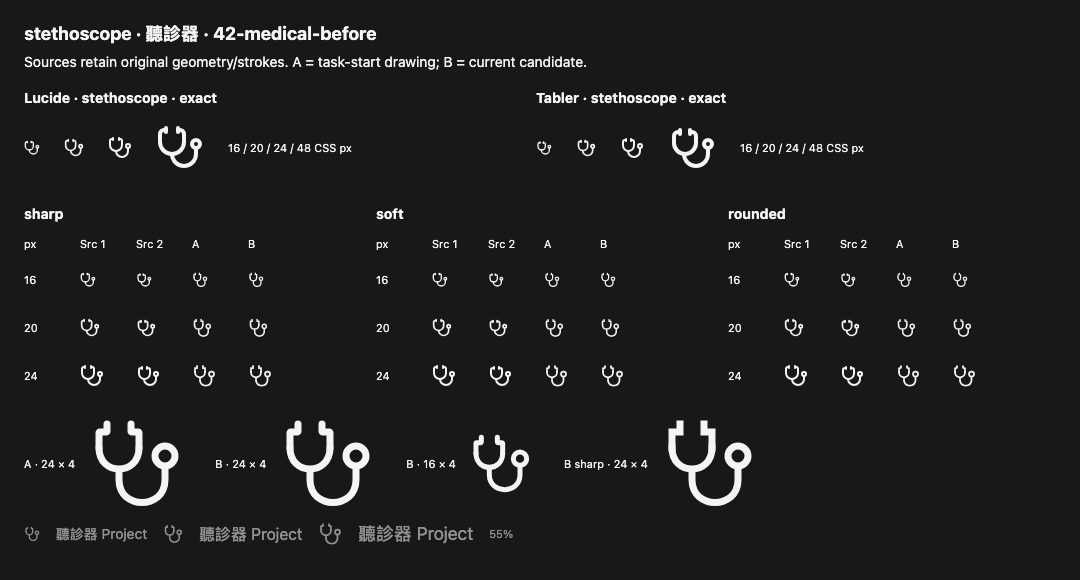 stethoscope · 聽診器 · 42-medical-before
Sources retain original geometry/strokes. A = task-start drawing; B = current candidate.
Lucide · stethoscope · exact
16 / 20 / 24 / 48 CSS px
Tabler · stethoscope · exact
16 / 20 / 24 / 48 CSS px
sharp
px Src 1 Src 2 A B
16
20
24
soft
px Src 1 Src 2 A B
16
20
24
rounded
px Src 1 Src 2 A B
16
20
24
A · 24 × 4
B · 24 × 4
B · 16 × 4
B sharp · 24 × 4
聽診器 Project 聽診器 Project 聽診器 Project 55%